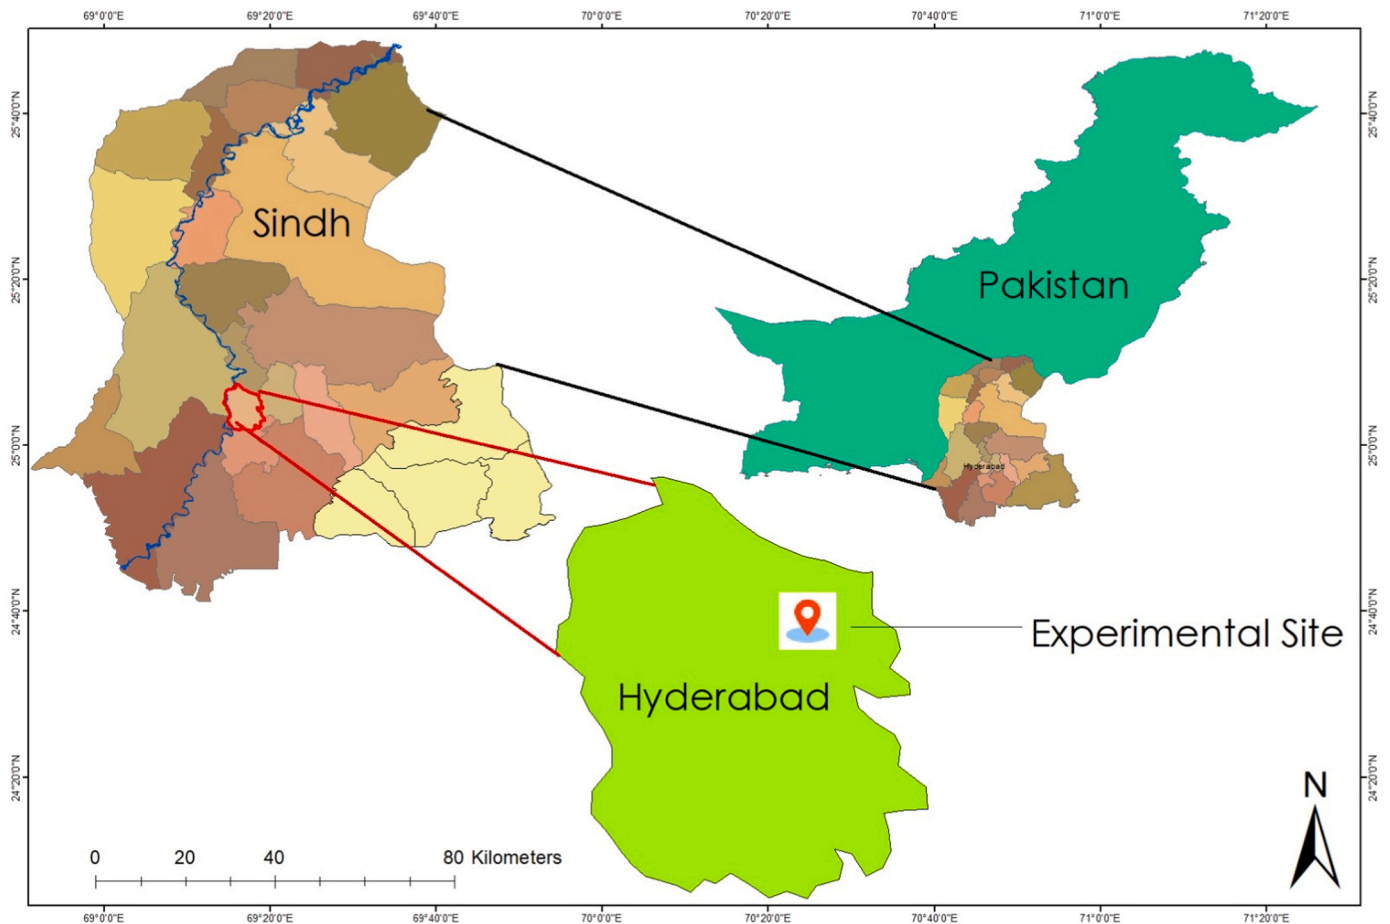 69°0'0"E
69°20'0"E
69°40'0"E
70°0'0"E
70°20'0"E
70°40'0"E
71°0'0"E
71°20'0"E
25°40'0"N
25°40'0"N
Sindh
Pakistan
25°20'0"N
25°20'0"N
25°0'0"N
25°0'0"N
Hyderabad
24°40'0"N
24°40'0"N
Experimental Site
Hyderabad
24°20'0"N
24°20'0"N
N
0 20 40 80 Kilometers
69°0'0"E
69°20'0"E
69°40'0"E
70°0'0"E
70°20'0"E
70°40'0"E
71°0'0"E
71°20'0"E